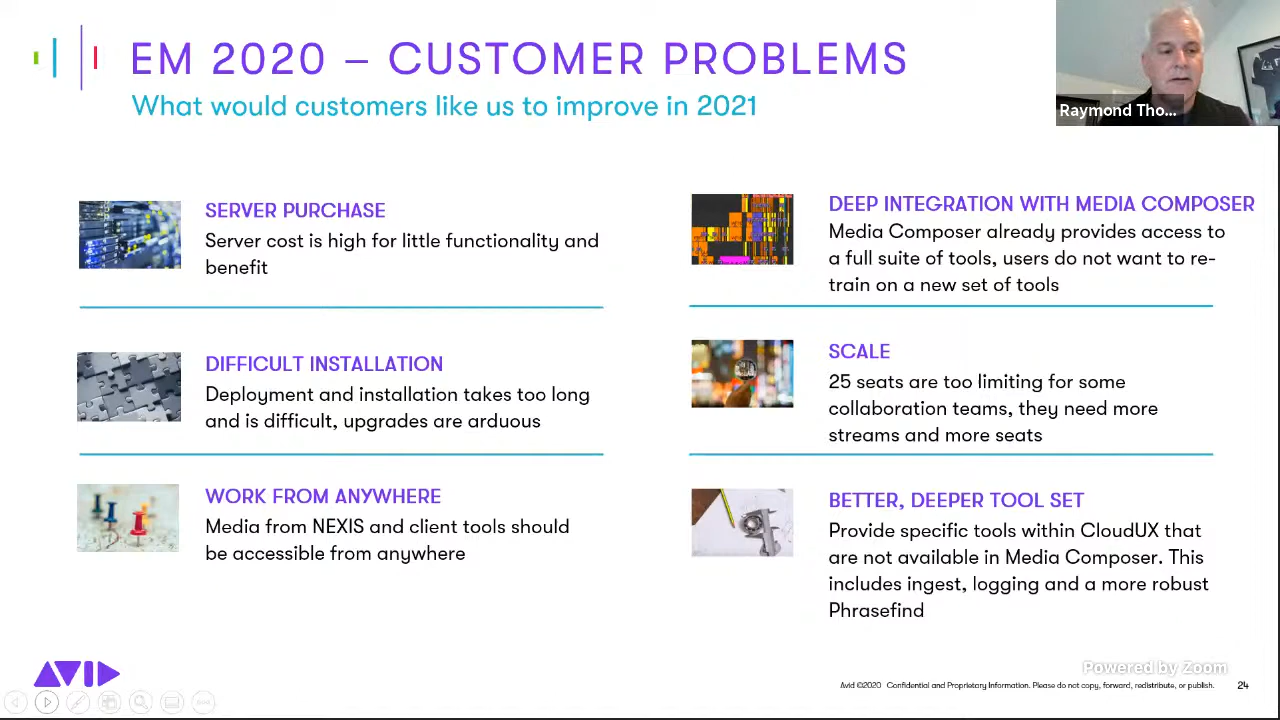 EM 2020 – CUSTOMER PROBLEMS
What would customers like us to improve in 2021
Raymond Tho...
SERVER PURCHASE
Server cost is high for little functionality and
benefit
DIFFICULT INSTALLATION
Deployment and installation takes too long
and is difficult, upgrades are arduous
WORK FROM ANYWHERE
Media from NEXIS and client tools should
be accessible from anywhere
DEEP INTEGRATION WITH MEDIA COMPOSER
Media Composer already provides access to
a full suite of tools, users do not want to re-
train on a new set of tools
SCALE
25 seats are too limiting for some
collaboration teams, they need more
streams and more seats
BETTER, DEEPER TOOL SET
Provide specific tools within CloudUX that
are not available in Media Composer. This
includes ingest, logging and a more robust
Phrasefind
AVID
Powered by Zoom
Avid ©2020 Confidential and Proprietary Information. Please do not copy, forward, redistribute, or publish.
24